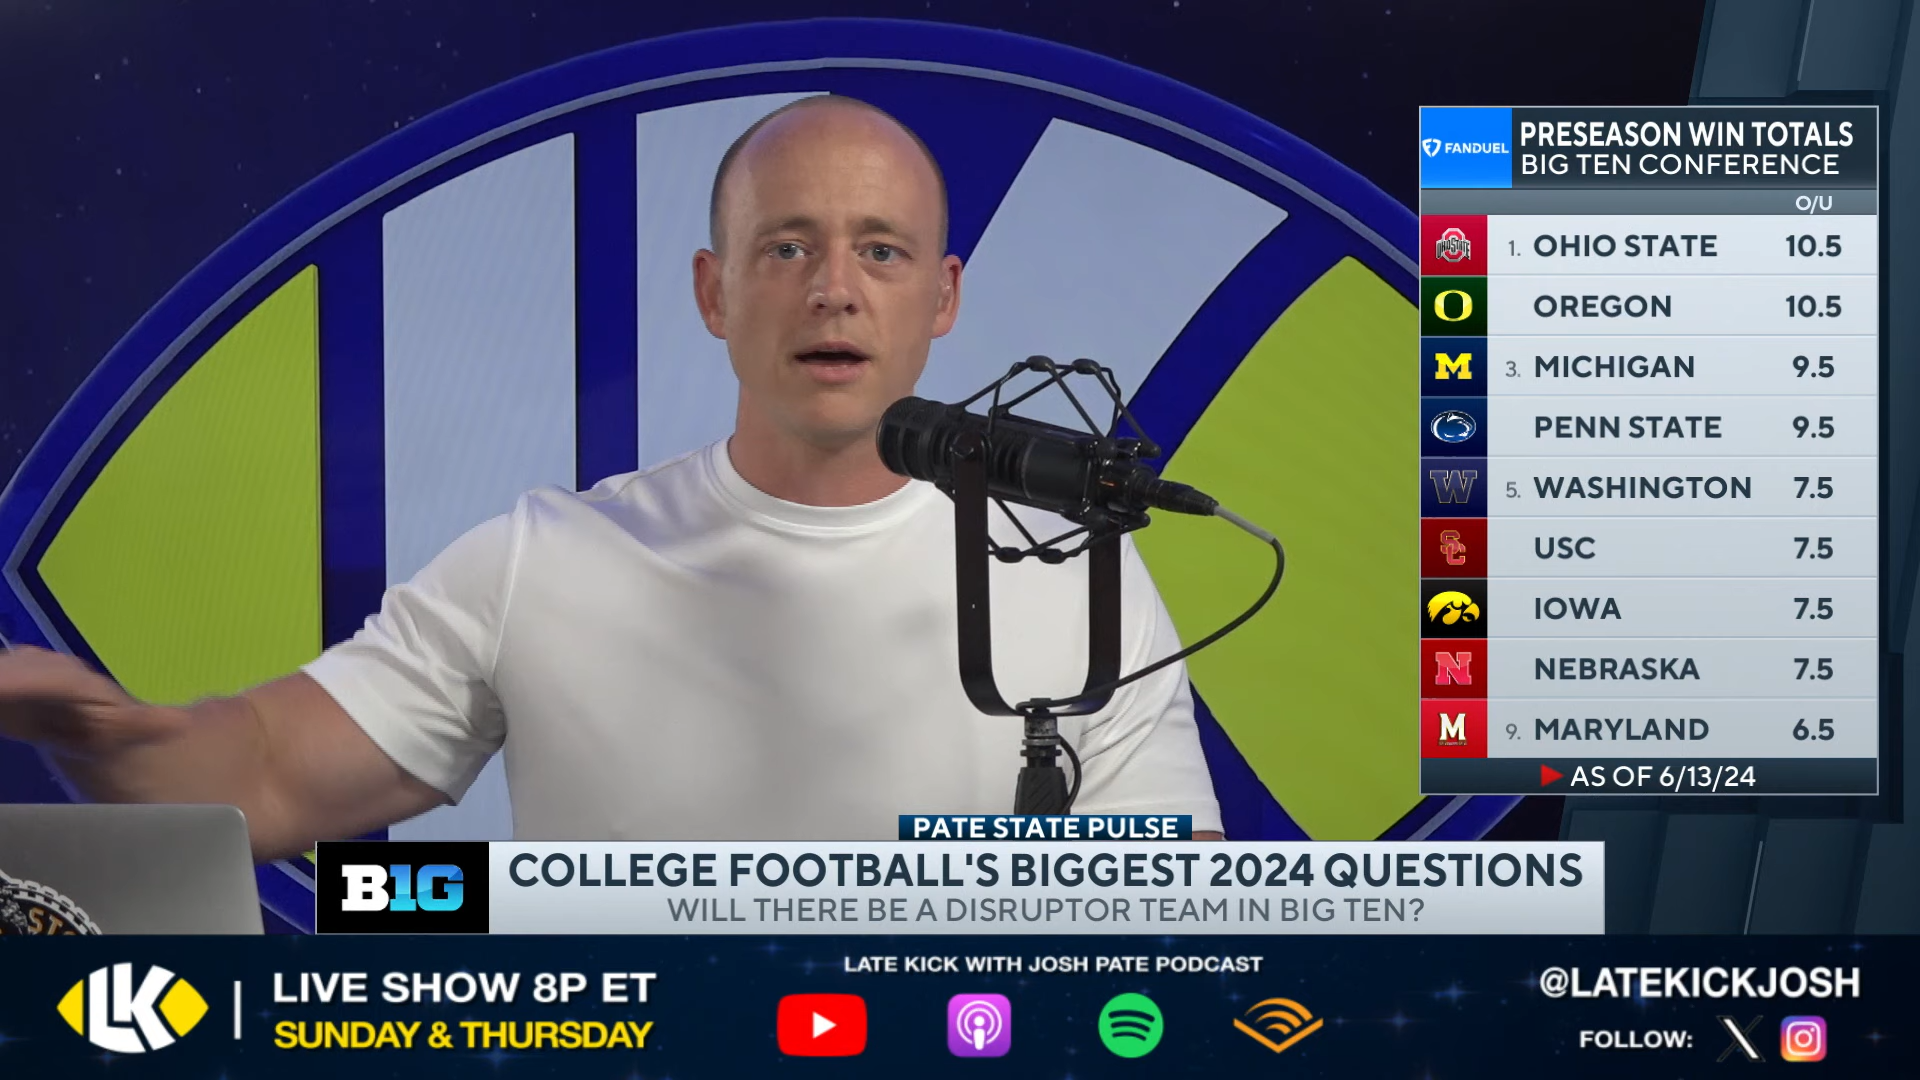 FANDUEL
PRESEASON WIN TOTALS
BIG TEN CONFERENCE
O/U
1. OHIO STATE 10.5
OREGON 10.5
3. MICHIGAN 9.5
PENN STATE 9.5
5. WASHINGTON 7.5
USC 7.5
IOWA 7.5
NEBRASKA 7.5
9. MARYLAND 6.5
AS OF 6/13/24
PATE STATE PULSE
B1G
COLLEGE FOOTBALL'S BIGGEST 2024 QUESTIONS
WILL THERE BE A DISRUPTOR TEAM IN BIG TEN?
LK
LIVE SHOW 8P ET
SUNDAY & THURSDAY
LATE KICK WITH JOSH PATE PODCAST
@LATEKICKJOSH
FOLLOW: